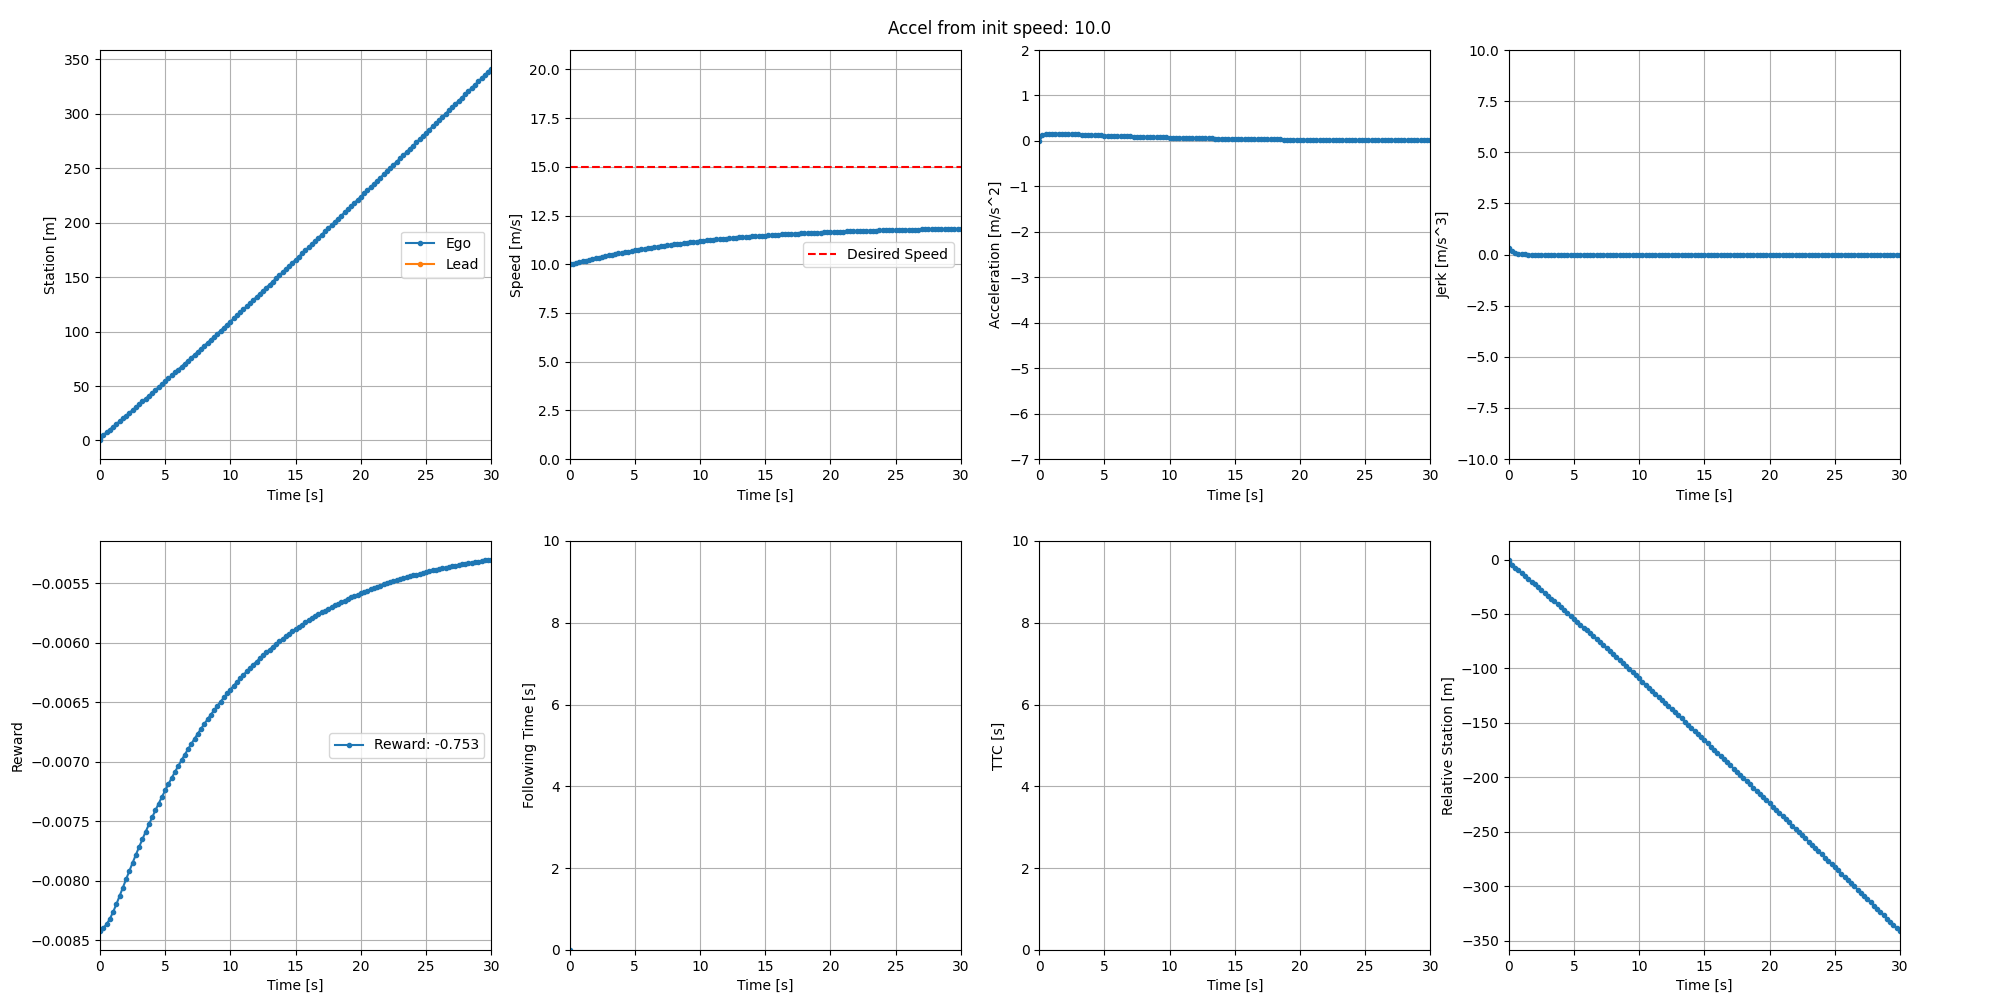 Accel from init speed: 10.0
350
300
250
200
150
100
50
0
Station [m]
0 5 10 15 20 25 30
Time [s]
Ego
Lead
20.0
17.5
15.0
12.5
10.0
7.5
5.0
2.5
0.0
Speed [m/s]
0 5 10 15 20 25 30
Time [s]
Desired Speed
2
1
0
−1
−2
−3
−4
−5
−6
−7
Acceleration [m/s^2]
0 5 10 15 20 25 30
Time [s]
10.0
7.5
5.0
2.5
0.0
−2.5
−5.0
−7.5
−10.0
Jerk [m/s^3]
0 5 10 15 20 25 30
Time [s]
−0.0055
−0.0060
−0.0065
−0.0070
−0.0075
−0.0080
−0.0085
Reward
0 5 10 15 20 25 30
Time [s]
Reward: -0.753
10
8
6
4
2
0
Following Time [s]
0 5 10 15 20 25 30
Time [s]
10
8
6
4
2
0
TTC [s]
0 5 10 15 20 25 30
Time [s]
0
−50
−100
−150
−200
−250
−300
−350
Relative Station [m]
0 5 10 15 20 25 30
Time [s]